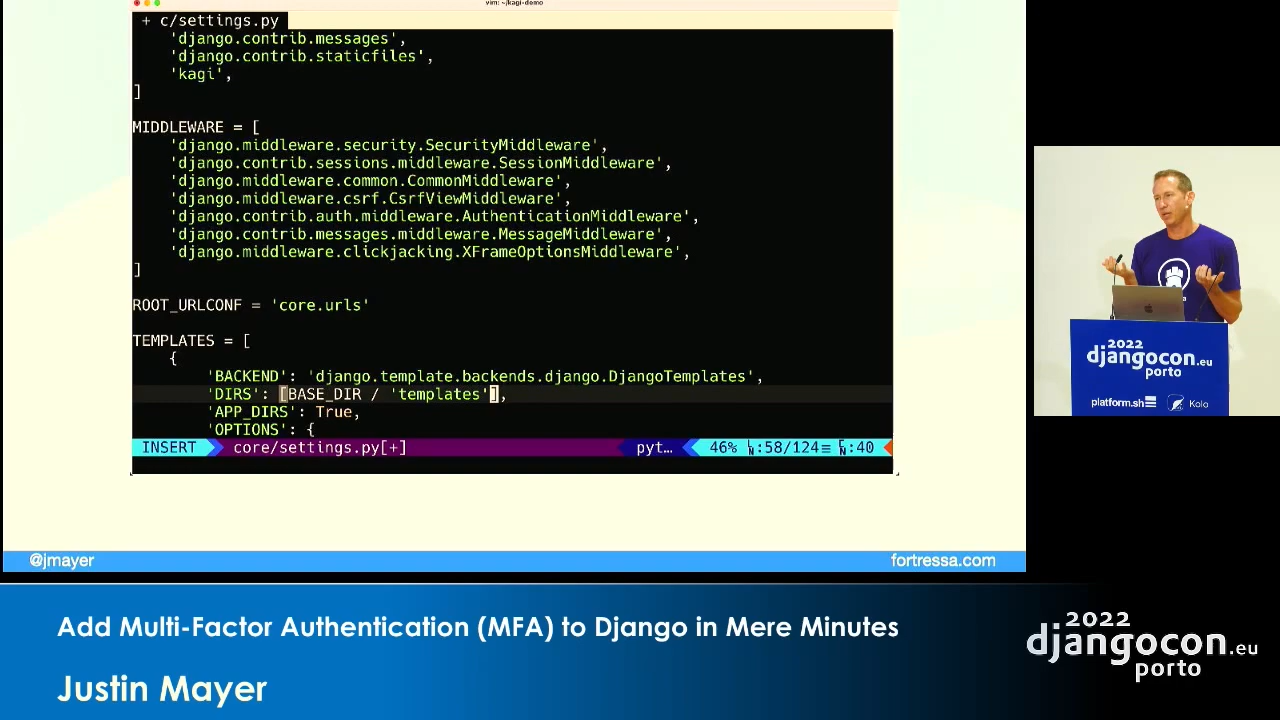 vim: ~/kagi-demo
+ c/settings.py
'django.contrib.messages',
'django.contrib.staticfiles',
'kagi',
]
MIDDLEWARE = [
'django.middleware.security.SecurityMiddleware',
'django.contrib.sessions.middleware.SessionMiddleware',
'django.middleware.common.CommonMiddleware',
'django.middleware.csrf.CsrfViewMiddleware',
'django.contrib.auth.middleware.AuthenticationMiddleware',
'django.contrib.messages.middleware.MessageMiddleware',
'django.middleware.clickjacking.XFrameOptionsMiddleware',
]
ROOT_URLCONF = 'core.urls'
TEMPLATES = [
{
'BACKEND': 'django.template.backends.django.DjangoTemplates',
'DIRS': [BASE_DIR / 'templates'],
'APP_DIRS': True,
'OPTIONS': {
INSERT core/settings.py[+] pyt… 46% :58/124≡ :40
@jmayer fortressa.com
2022
djangocon.eu
porto
platform.sh Kolo
Add Multi-Factor Authentication (MFA) to Django in Mere Minutes
Justin Mayer
2022
djangocon.eu
porto